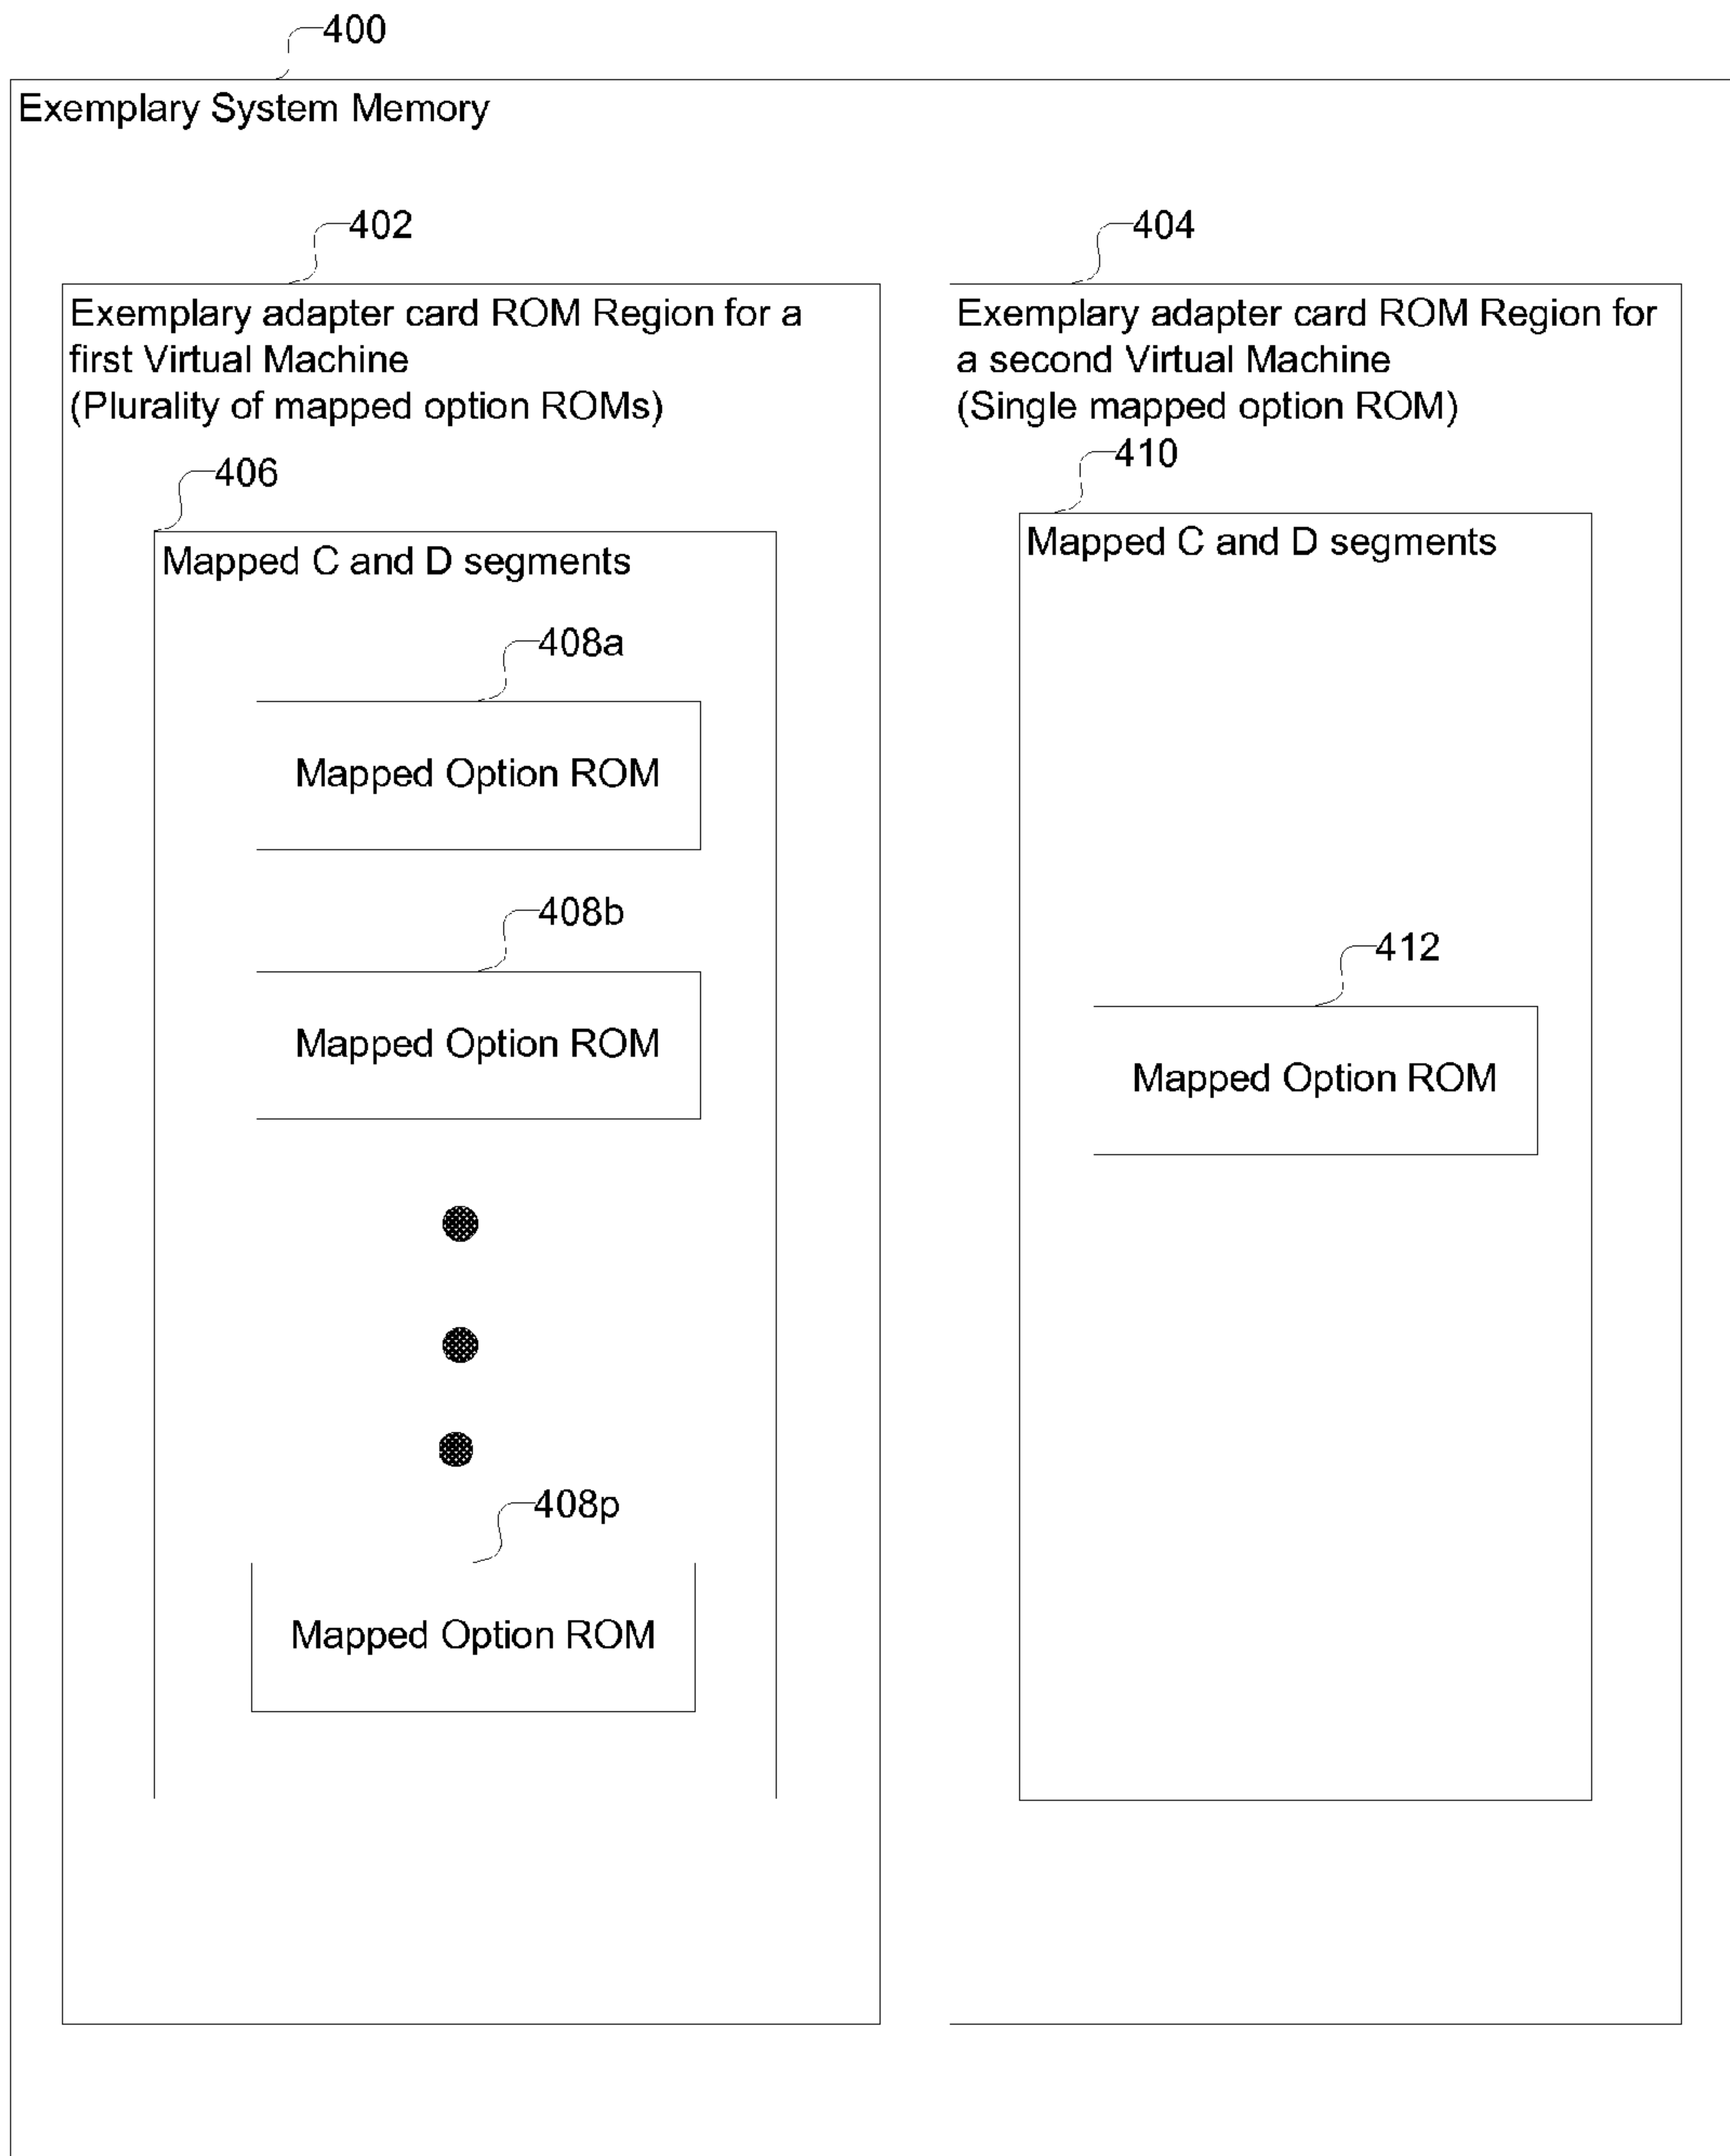 400
Exemplary System Memory
402
Exemplary adapter card ROM Region for a
first Virtual Machine
(Plurality of mapped option ROMs)
406
Mapped C and D segments
408a
Mapped Option ROM
408b
Mapped Option ROM
408p
Mapped Option ROM
404
Exemplary adapter card ROM Region for
a second Virtual Machine
(Single mapped option ROM)
410
Mapped C and D segments
412
Mapped Option ROM